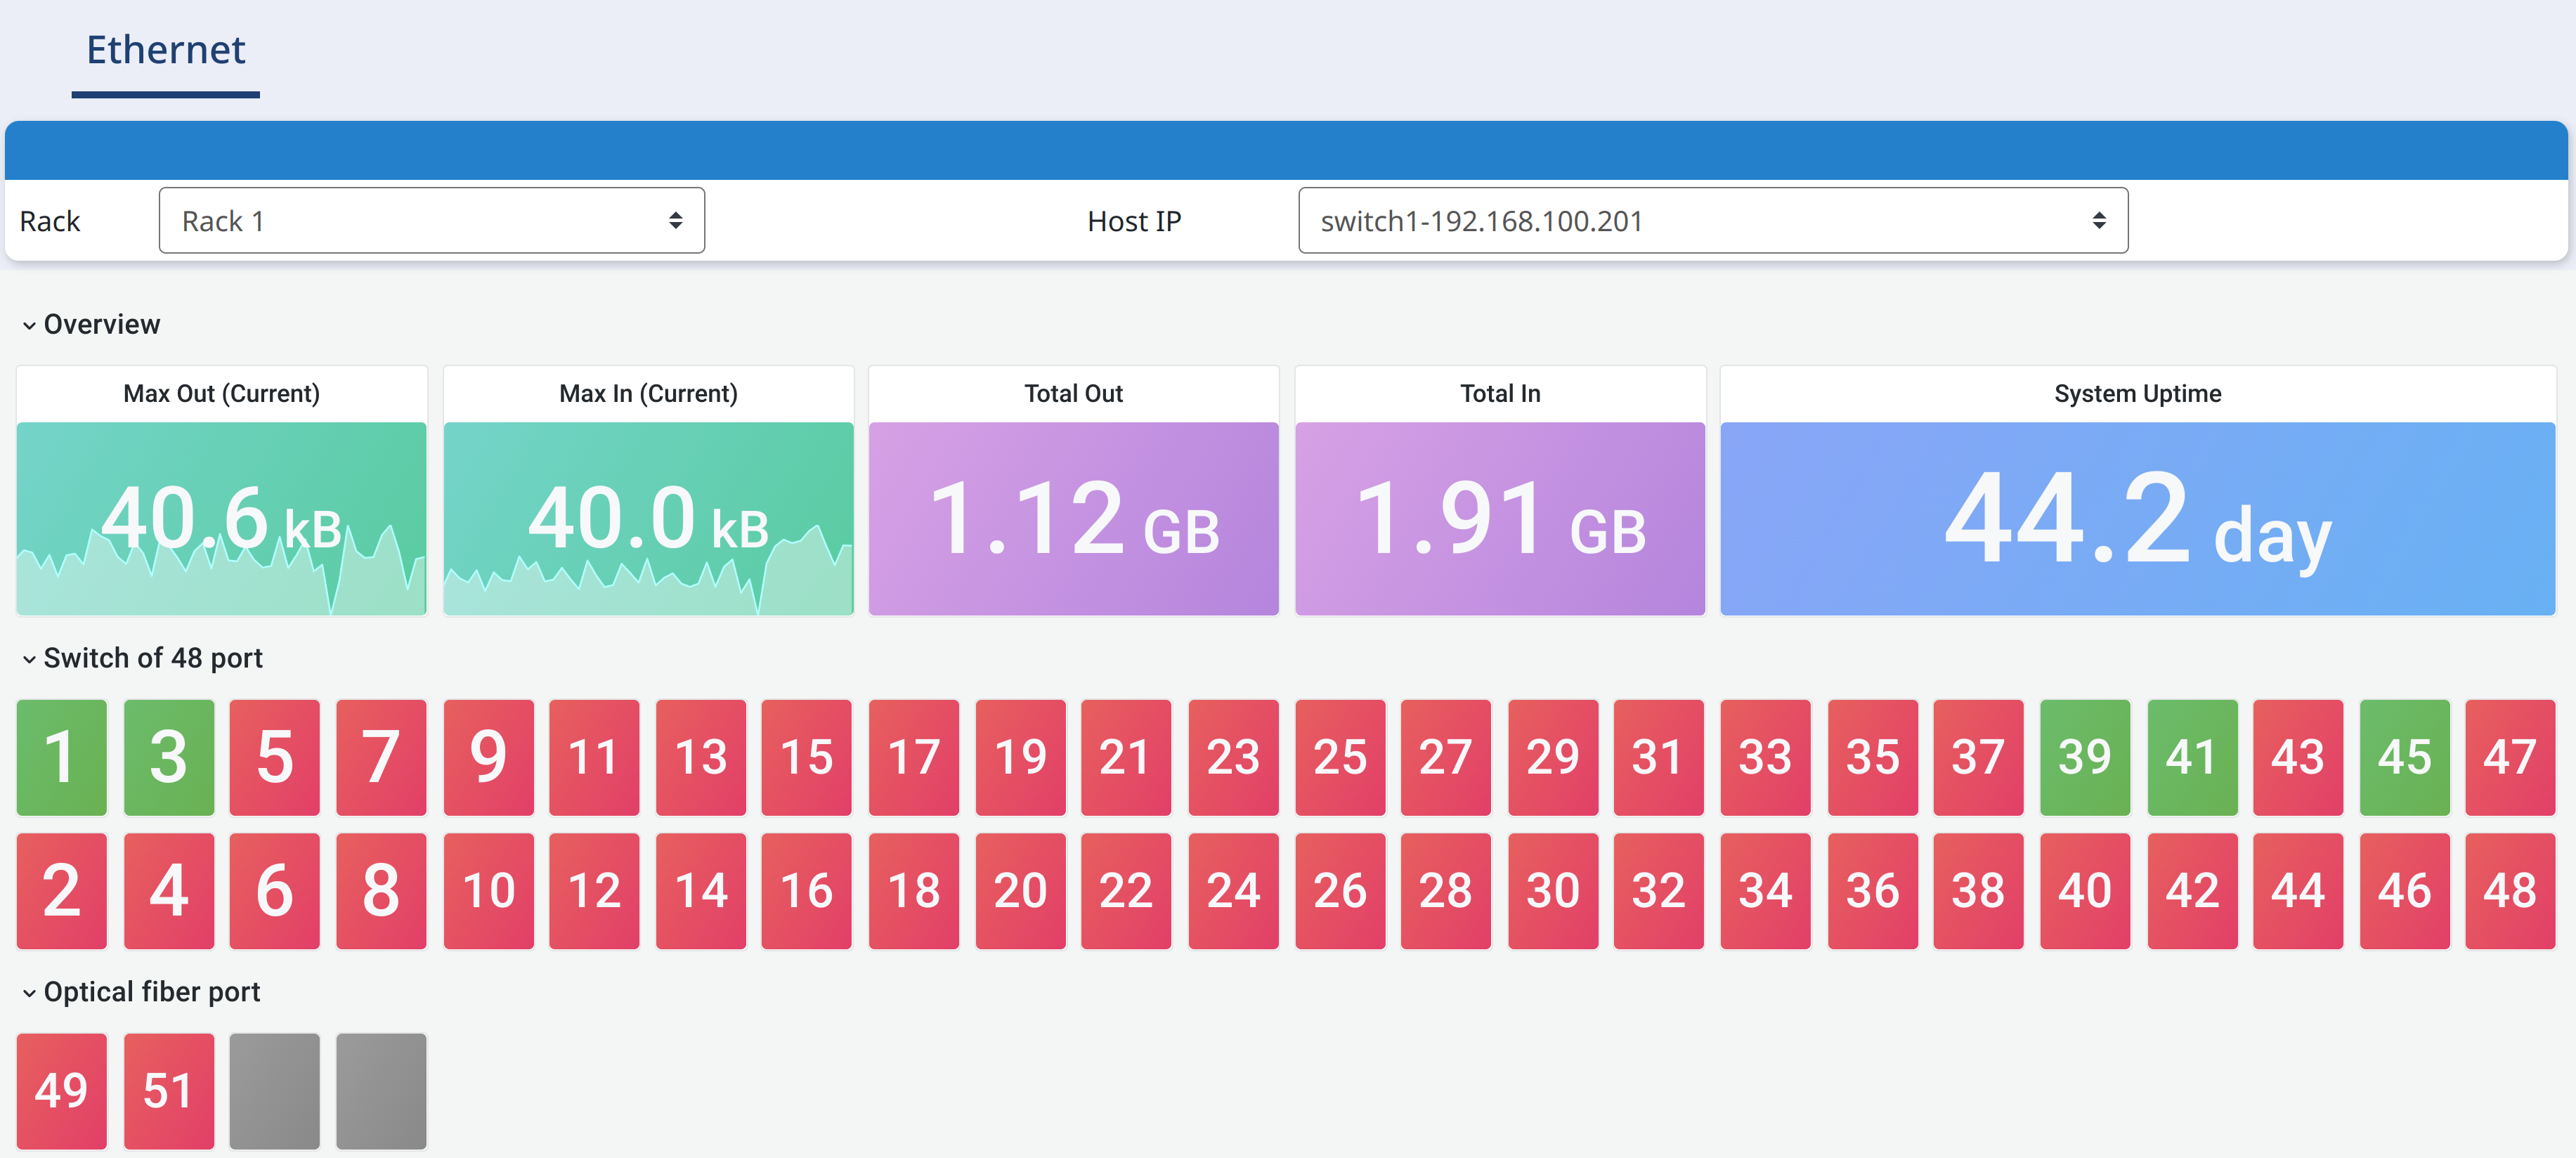 Ethernet
Rack Rack 1 Host IP switch1-192.168.100.201
Overview
Max Out (Current) Max In (Current) Total Out Total In System Uptime
40.6 kB 40.0 kB 1.12 GB 1.91 GB 44.2 day
Switch of 48 port
1 3 5 7 9 11 13 15 17 19 21 23 25 27 29 31 33 35 37 39 41 43 45 47
2 4 6 8 10 12 14 16 18 20 22 24 26 28 30 32 34 36 38 40 42 44 46 48
Optical fiber port
49 51